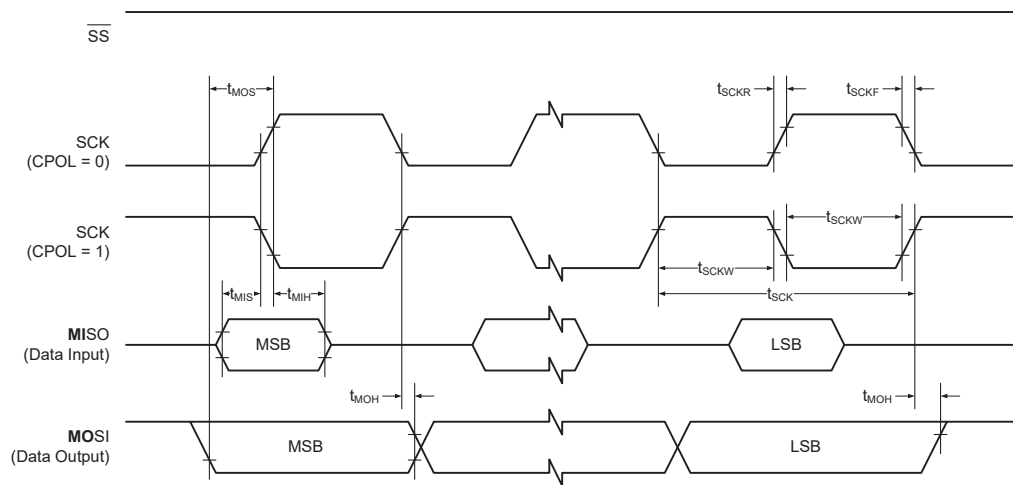 SS
tMOS
tSCKR
tSCKF
SCK
(CPOL = 0)
SCK
(CPOL = 1)
tSCKW
tSCKW
tSCK
tMIS
tMIH
MISO
(Data Input)
MSB
LSB
tMOH
tMOH
MOSI
(Data Output)
MSB
LSB